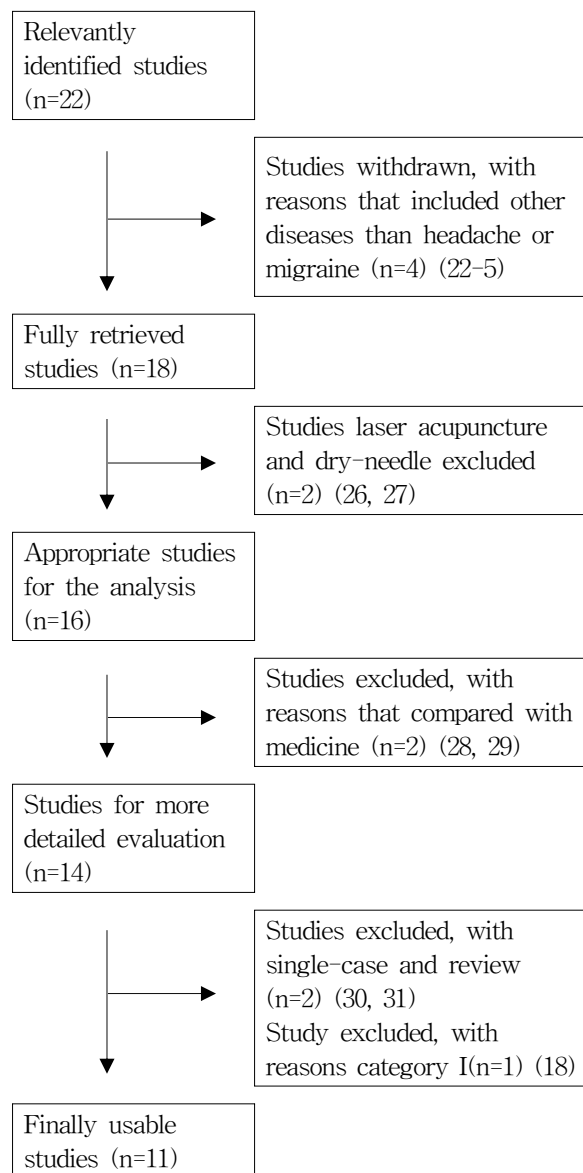 Relevantly
identified studies
(n=22)
Studies withdrawn, with
reasons that included other
diseases than headache or
migraine (n=4) (22-5)
Fully retrieved
studies (n=18)
Studies laser acupuncture
and dry-needle excluded
(n=2) (26, 27)
Appropriate studies
for the analysis
(n=16)
Studies excluded, with
reasons that compared with
medicine (n=2) (28, 29)
Studies for more
detailed evaluation
(n=14)
Studies excluded, with
single-case and review
(n=2) (30, 31)
Study excluded, with
reasons category I(n=1) (18)
Finally usable
studies (n=11)